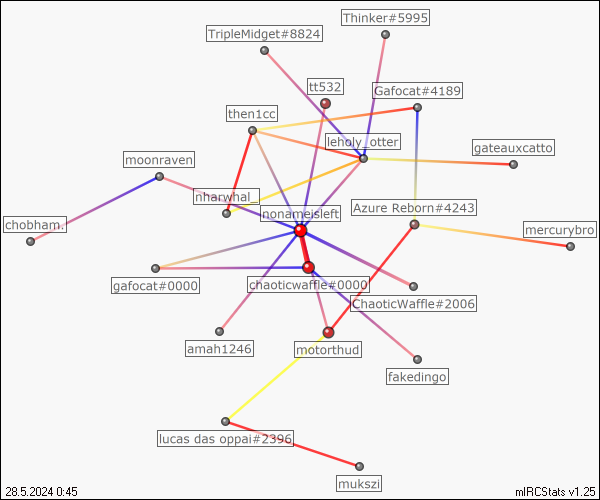 Thinker#5995
TripleMidget#8824
tt532
Gafocat#4189
then1cc
leholy_otter
gateauxcatto
moonraven
nharwhal_
nonameisleft
Azure Reborn#4243
chobham.
mercurybro
gafocat#0000
chaoticwaffle#0000
ChaoticWaffle#2006
amah1246
motorthud
fakedingo
lucas das oppai#2396
mukszi
28.5.2024 0:45
mIRCStats v1.25